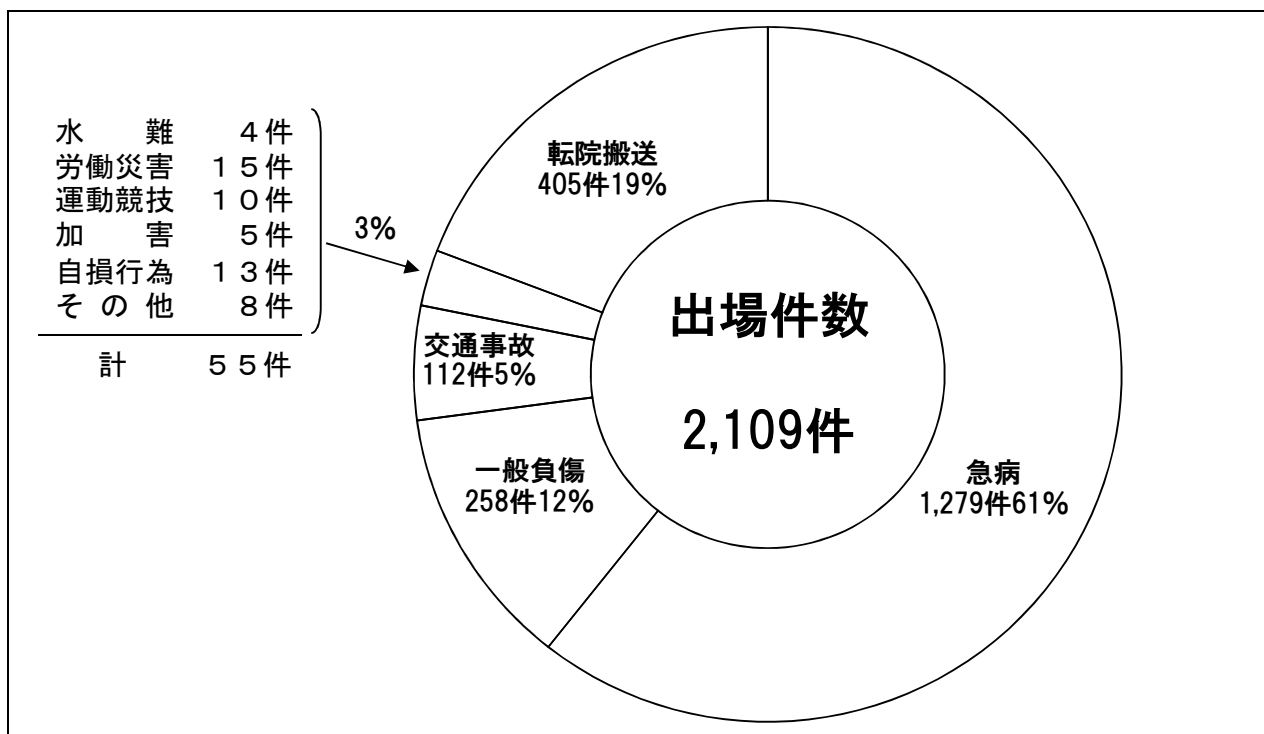 水　　難　　４件
労働災害　１５件
運動競技　１０件
加　　害　　５件
自損行為　１３件
そ の 他　　８件
計　　５５件
3%
転院搬送
405件19%
交通事故
112件5%
一般負傷
258件12%
急病
1,279件61%
出場件数
2,109件